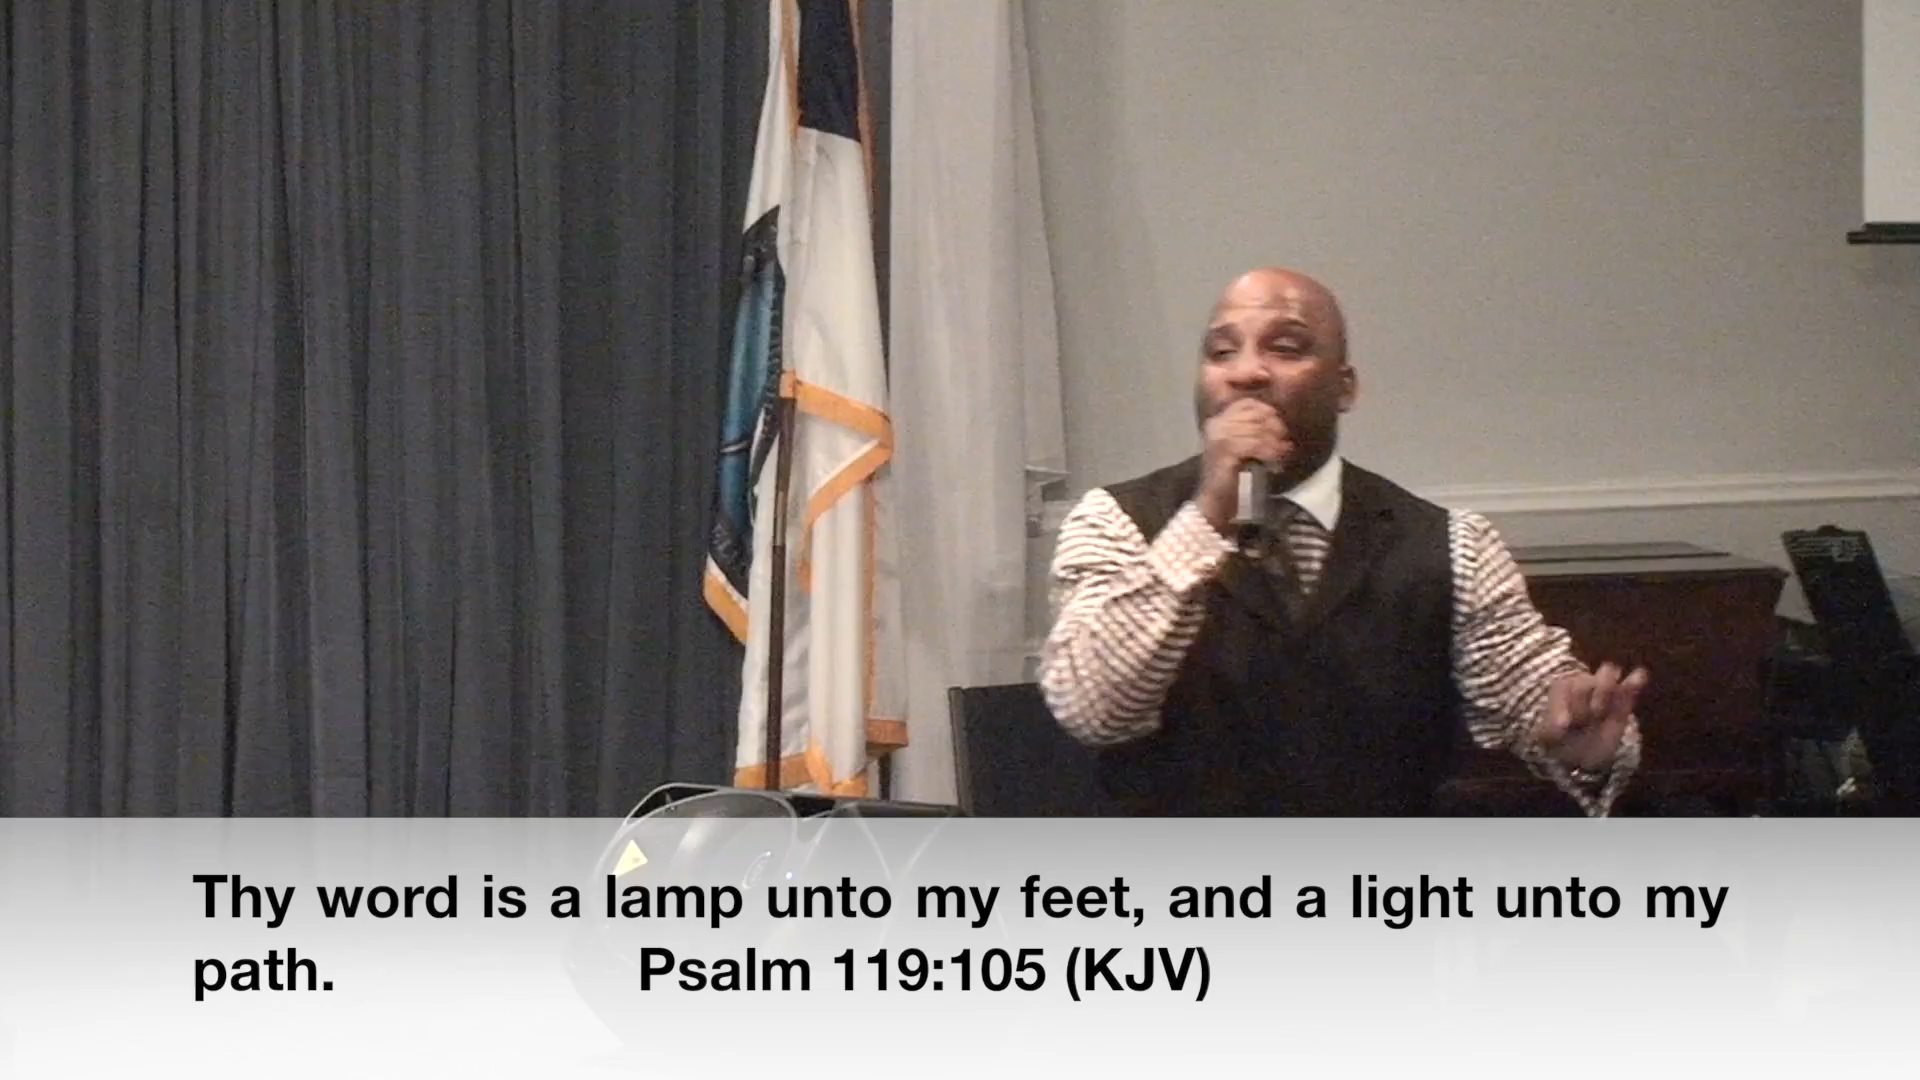 Thy word is a lamp unto my feet, and a light unto my
path. Psalm 119:105 (KJV)